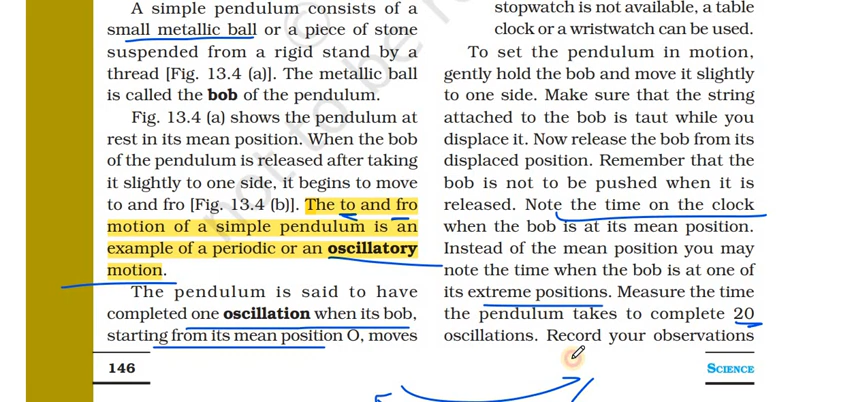 A simple pendulum consists of a
small metallic ball or a piece of stone
suspended from a rigid stand by a
thread [Fig. 13.4 (a)]. The metallic ball
is called the bob of the pendulum.
Fig. 13.4 (a) shows the pendulum at
rest in its mean position. When the bob
of the pendulum is released after taking
it slightly to one side, it begins to move
to and fro [Fig. 13.4 (b)]. The to and fro
motion of a simple pendulum is an
example of a periodic or an oscillatory
motion.
The pendulum is said to have
completed one oscillation when its bob,
starting from its mean position O, moves
146
stopwatch is not available, a table
clock or a wristwatch can be used.
To set the pendulum in motion,
gently hold the bob and move it slightly
to one side. Make sure that the string
attached to the bob is taut while you
displace it. Now release the bob from its
displaced position. Remember that the
bob is not to be pushed when it is
released. Note the time on the clock
when the bob is at its mean position.
Instead of the mean position you may
note the time when the bob is at one of
its extreme positions. Measure the time
the pendulum takes to complete 20
oscillations. Record your observations
SCIENCE
not to be